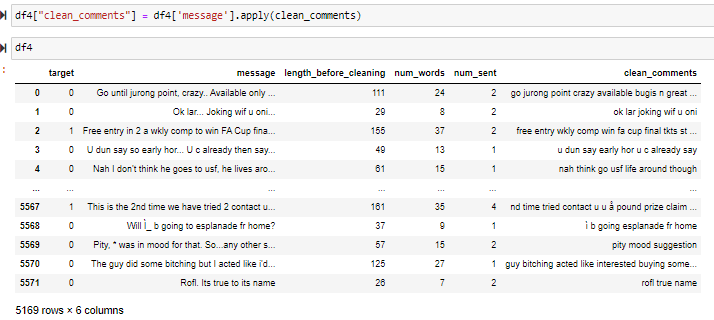 df4["clean_comments"] = df4['message'].apply(clean_comments)
df4
:
target message length_before_cleaning num_words num_sent clean_comments
0 0 Go until jurong point, crazy.. Available only ... 111 24 2 go jurong point crazy available bugis n great ...
1 0 Ok lar... Joking wif u oni... 29 8 2 ok lar joking wif u oni
2 1 Free entry in 2 a wkly comp to win FA Cup fina... 155 37 2 free entry wkly comp win fa cup final tkts st ...
3 0 U dun say so early hor... U c already then say... 49 13 1 u dun say early hor u c already say
4 0 Nah I don't think he goes to usf, he lives aro... 61 15 1 nah think go usf life around though
... ... ... ... ... ... ...
5567 1 This is the 2nd time we have tried 2 contact u... 161 35 4 nd time tried contact u u å pound prize claim ...
5568 0 Will Ì_ b going to esplanade fr home? 37 9 1 ì b going esplanade fr home
5569 0 Pity, * was in mood for that. So...any other s... 57 15 2 pity mood suggestion
5570 0 The guy did some bitching but I acted like i'd... 125 27 1 guy bitching acted like interested buying some...
5571 0 Rofl. Its true to its name 26 7 2 rofl true name
5169 rows × 6 columns